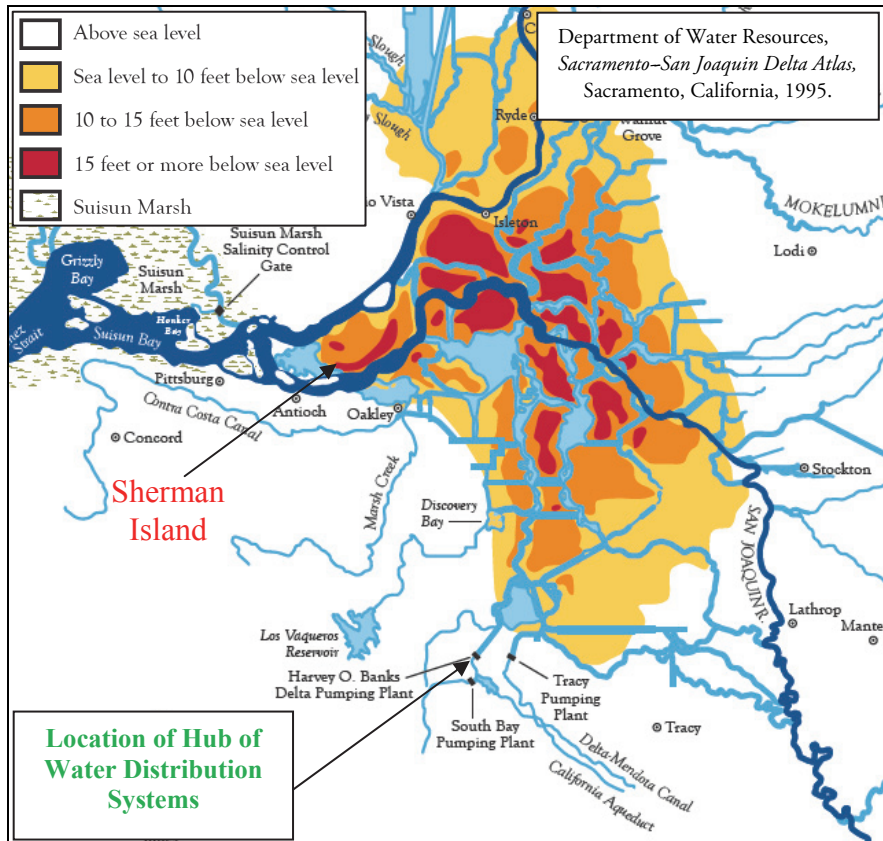 Above sea level
Sea level to 10 feet below sea level
10 to 15 feet below sea level
15 feet or more below sea level
Suisun Marsh
Department of Water Resources,
Sacramento–San Joaquin Delta Atlas,
Sacramento, California, 1995.
Slough
Slough
Ryde
Grove
Vista
Isleton
MOKELUMNE
Lodi
Suisun Marsh
Salinity Control
Gate
Grizzly
Bay
Suisun
Marsh
Honker
Bay
Suisun Bay
Strait
Pittsburg
Antioch
Oakley
Contra Costa Canal
Concord
Sherman
Island
Marsh Creek
Discovery
Bay
Stockton
SAN JOAQUIN R.
Lathrop
Mante
Los Vaqueros
Reservoir
Harvey O. Banks
Delta Pumping Plant
Tracy
Pumping
Plant
South Bay
Pumping Plant
Tracy
Delta-Mendota Canal
California Aqueduct
Location of Hub of
Water Distribution
Systems